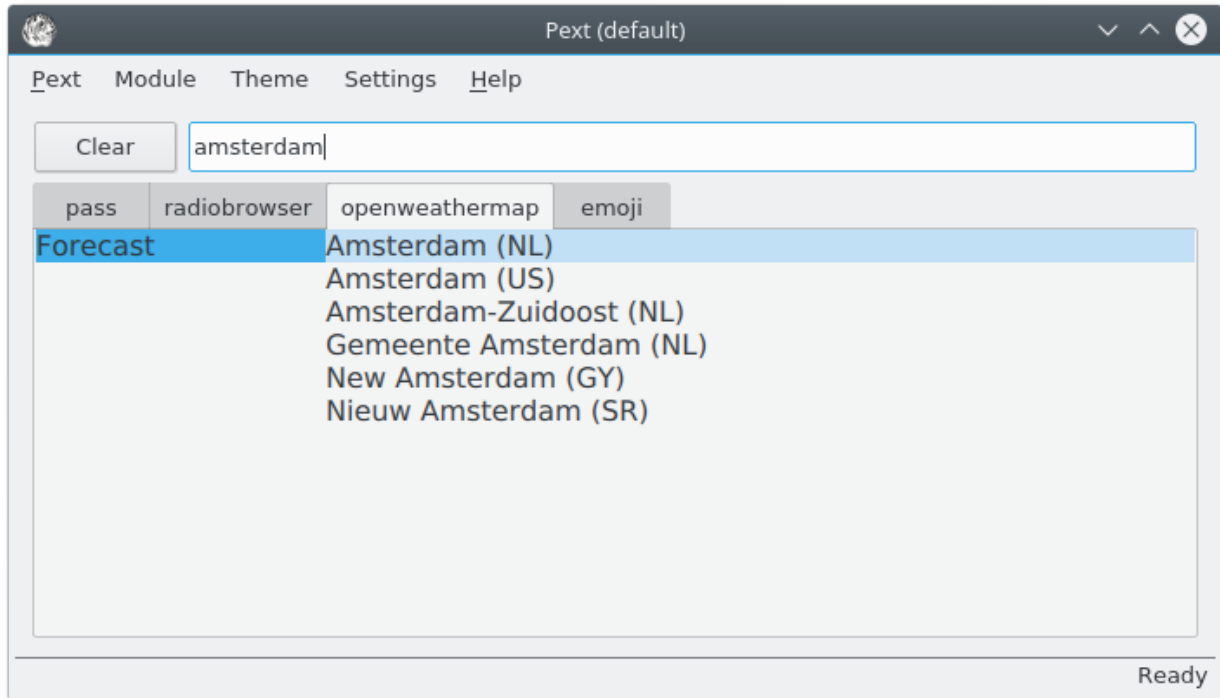 Pext (default)
Pext Module Theme Settings Help
Clear amsterdam
pass radiobrowser openweathermap emoji
Forecast Amsterdam (NL)
Amsterdam (US)
Amsterdam-Zuidoost (NL)
Gemeente Amsterdam (NL)
New Amsterdam (GY)
Nieuw Amsterdam (SR)
Ready